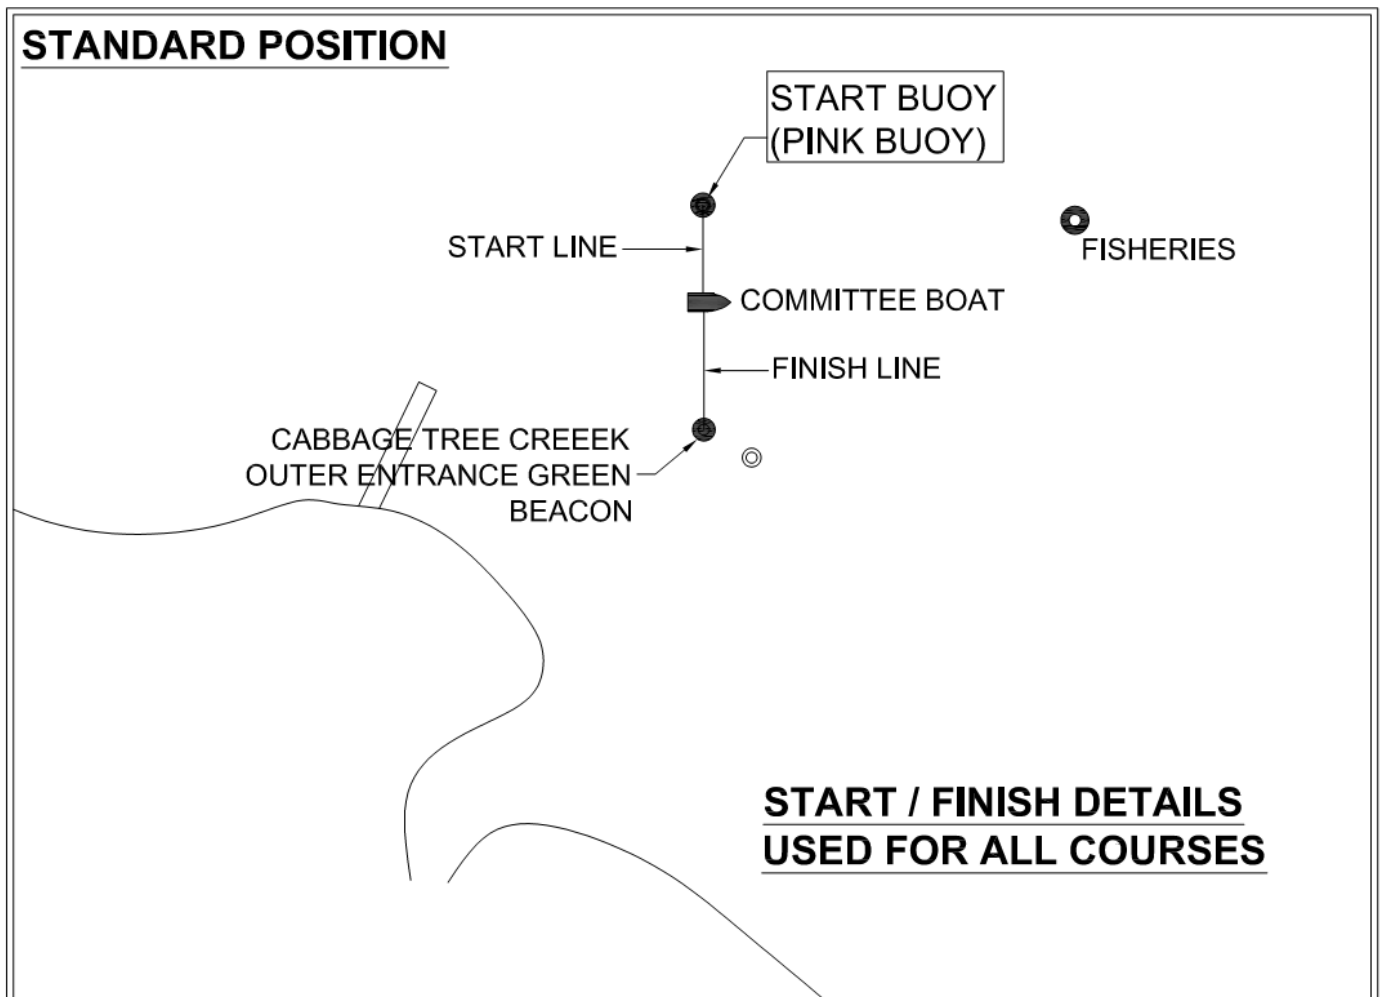 STANDARD POSITION
START BUOY
(PINK BUOY)
START LINE
FISHERIES
COMMITTEE BOAT
FINISH LINE
CABBAGE TREE CREEEK
OUTER ENTRANCE GREEN
BEACON
START / FINISH DETAILS
USED FOR ALL COURSES